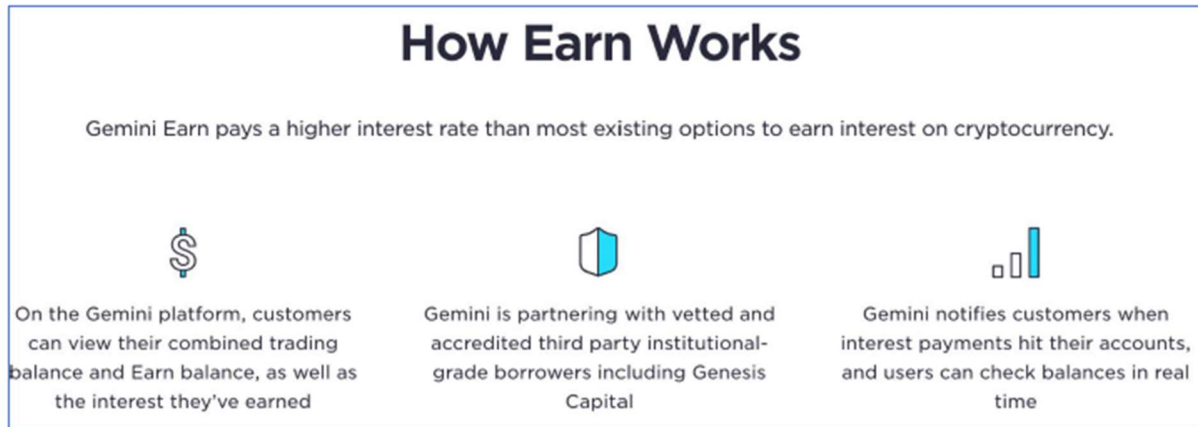 How Earn Works
Gemini Earn pays a higher interest rate than most existing options to earn interest on cryptocurrency.
On the Gemini platform, customers
can view their combined trading
balance and Earn balance, as well as
the interest they've earned
Gemini is partnering with vetted and
accredited third party institutional-
grade borrowers including Genesis
Capital
Gemini notifies customers when
interest payments hit their accounts,
and users can check balances in real
time